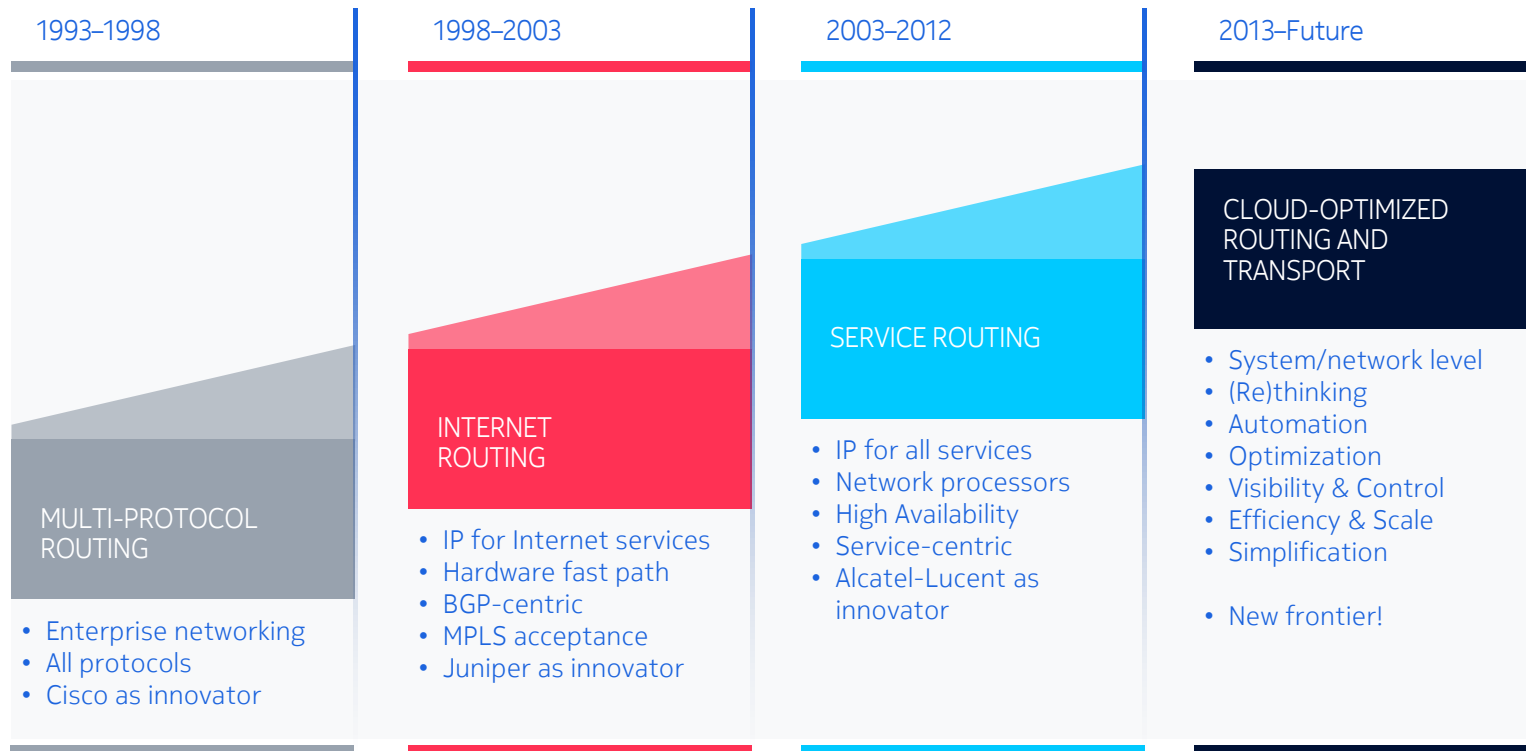 1993–1998
MULTI-PROTOCOL
ROUTING
• Enterprise networking
• All protocols
• Cisco as innovator
1998–2003
INTERNET
ROUTING
• IP for Internet services
• Hardware fast path
• BGP-centric
• MPLS acceptance
• Juniper as innovator
2003–2012
SERVICE ROUTING
• IP for all services
• Network processors
• High Availability
• Service-centric
• Alcatel-Lucent as
innovator
2013–Future
CLOUD-OPTIMIZED
ROUTING AND
TRANSPORT
• System/network level
• (Re)thinking
• Automation
• Optimization
• Visibility & Control
• Efficiency & Scale
• Simplification
• New frontier!